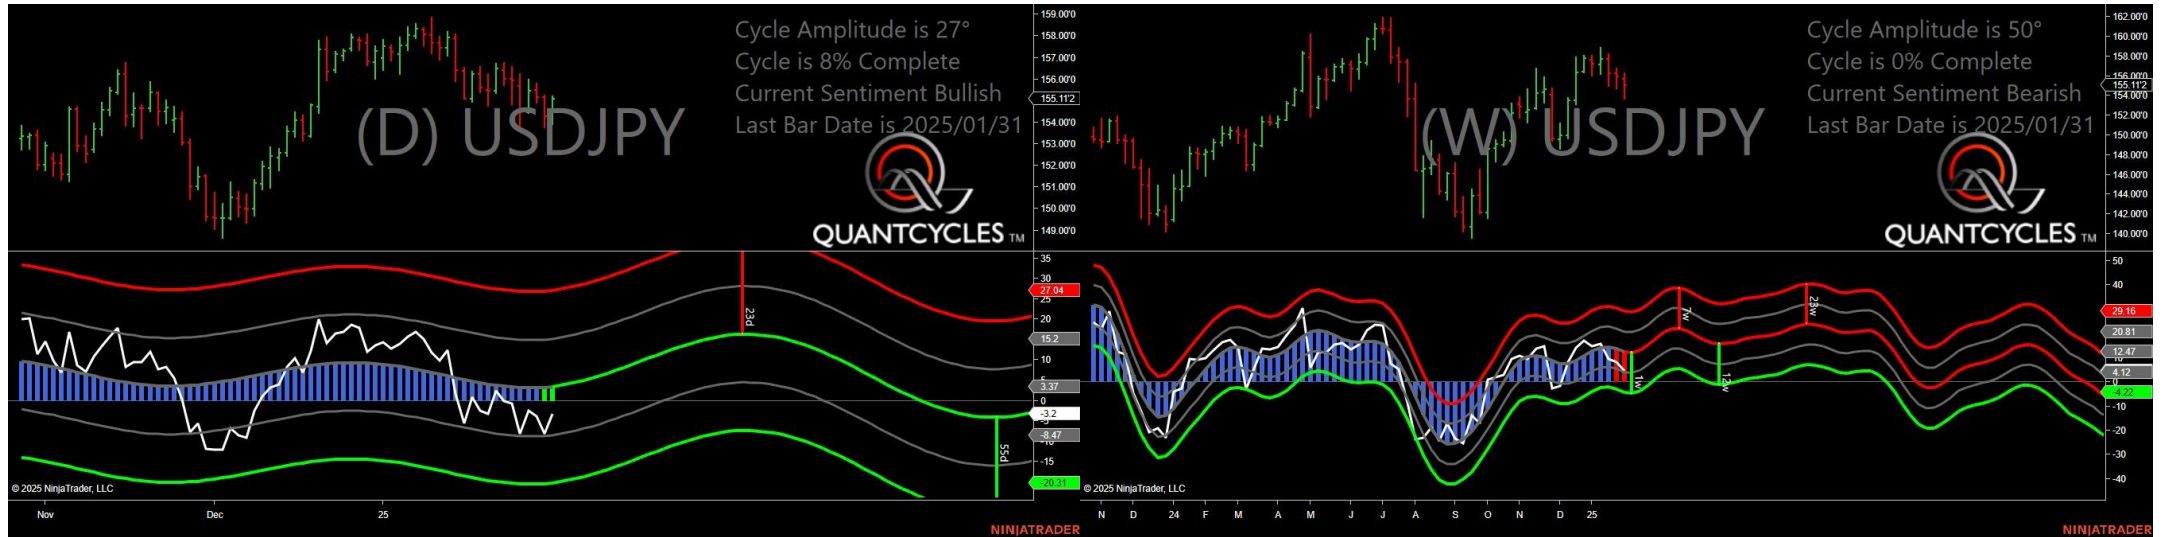 159.00'0
158.00'0
157.00'0
156.00'0
155.11'2
154.00'0
153.00'0
152.00'0
151.00'0
150.00'0
149.00'0
Cycle Amplitude is 27°
Cycle is 8% Complete
Current Sentiment Bullish
Last Bar Date is 2025/01/31
(D) USDJPY
QUANTCYCLES TM
35
30
27.04
25
20
15.2
10
3.37
0
-3.2
-8.47
-15
-20.31
23d
55d
© 2025 NinjaTrader, LLC
Nov Dec 25
NINJATRADER
162.00'0
160.00'0
158.00'0
156.00'0
155.11'2
154.00'0
152.00'0
150.00'0
148.00'0
146.00'0
144.00'0
142.00'0
140.00'0
Cycle Amplitude is 50°
Cycle is 0% Complete
Current Sentiment Bearish
Last Bar Date is 2025/01/31
(W) USDJPY
QUANTCYCLES TM
50
40
29.16
20.81
12.47
4.12
0
-4.22
-10
-20
-30
-40
7w
23w
1w
12w
© 2025 NinjaTrader, LLC
N D 24 F M A M J J A S O N D 25
NINJATRADER